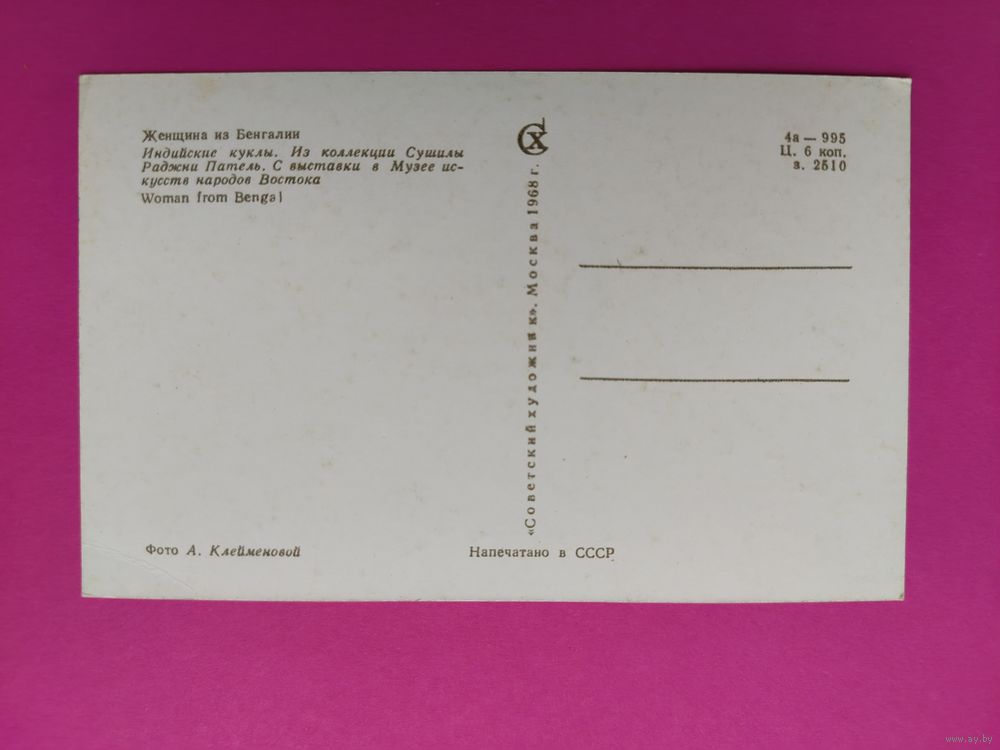 Женщина из Бенгалии
Индийские куклы. Из коллекции Сушилы
Раджни Патель. С выставки в Музее ис-
кусств народов Востока
Woman from Bengal
Фото А. Клейменовой
СХ
«Советский художник». Москва 1968 г.
Напечатано в СССР
4а — 995
Ц. 6 коп.
з. 2510
www.ay.by